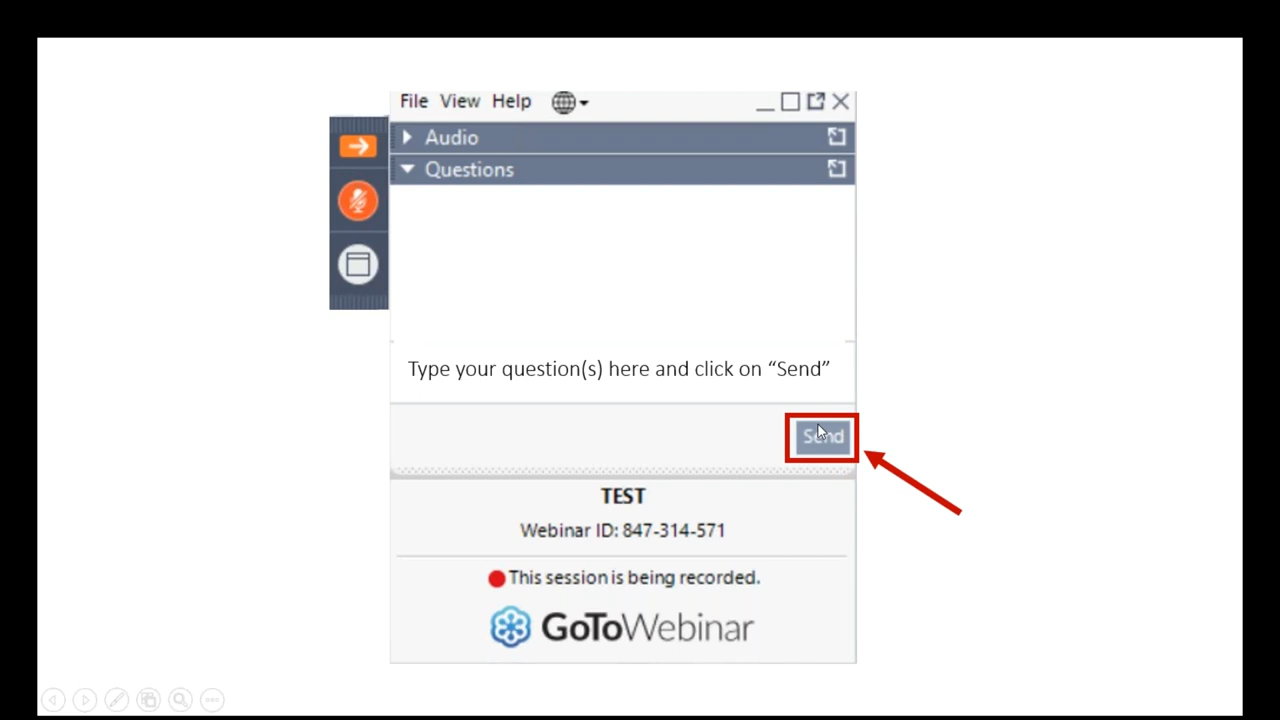 File View Help
Audio
Questions
Type your question(s) here and click on “Send”
Send
TEST
Webinar ID: 847-314-571
This session is being recorded.
GoToWebinar